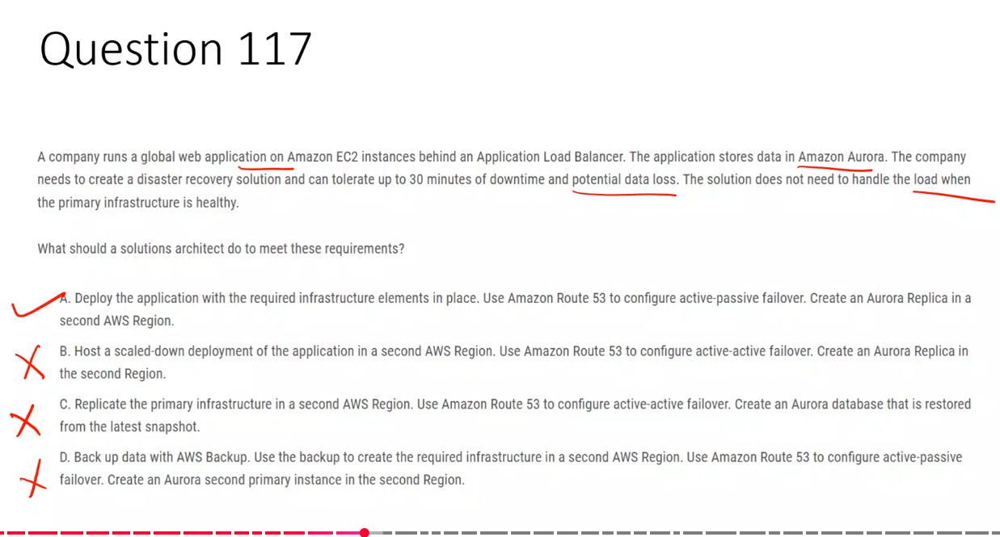 Question 117
A company runs a global web application on Amazon EC2 instances behind an Application Load Balancer. The application stores data in Amazon Aurora. The company
needs to create a disaster recovery solution and can tolerate up to 30 minutes of downtime and potential data loss. The solution does not need to handle the load when
the primary infrastructure is healthy.
What should a solutions architect do to meet these requirements?
A. Deploy the application with the required infrastructure elements in place. Use Amazon Route 53 to configure active-passive failover. Create an Aurora Replica in a
second AWS Region.
B. Host a scaled-down deployment of the application in a second AWS Region. Use Amazon Route 53 to configure active-active failover. Create an Aurora Replica in
the second Region.
C. Replicate the primary infrastructure in a second AWS Region. Use Amazon Route 53 to configure active-active failover. Create an Aurora database that is restored
from the latest snapshot.
D. Back up data with AWS Backup. Use the backup to create the required infrastructure in a second AWS Region. Use Amazon Route 53 to configure active-passive
failover. Create an Aurora second primary instance in the second Region.